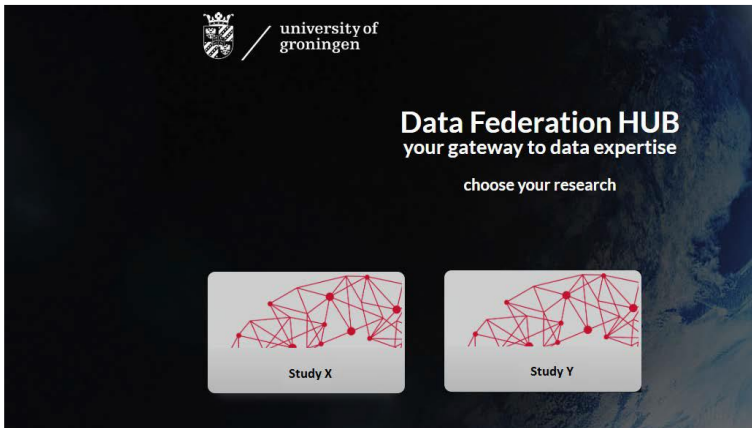 university of
groningen
Data Federation HUB
your gateway to data expertise
choose your research
Study X
Study Y